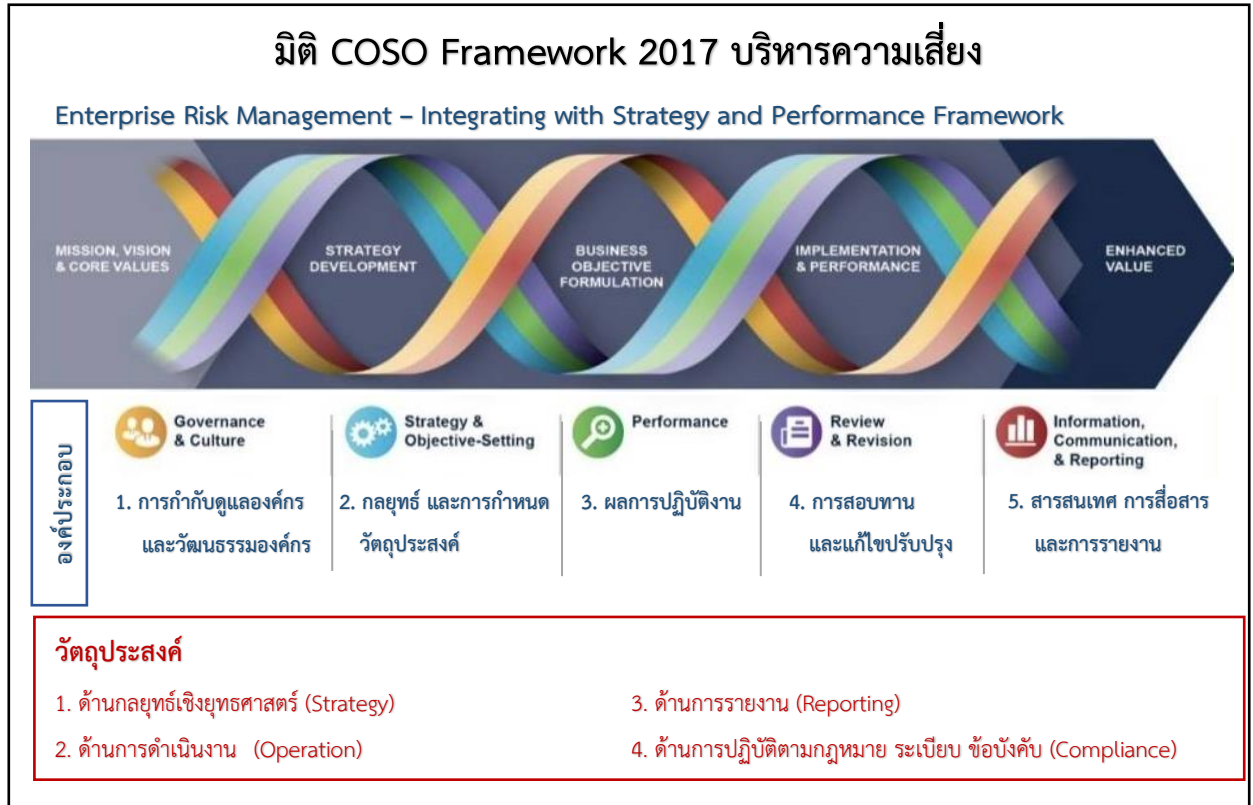 มิติ COSO Framework 2017 บริหารความเสี่ยง
Enterprise Risk Management – Integrating with Strategy and Performance Framework
MISSION, VISION
& CORE VALUES
STRATEGY
DEVELOPMENT
BUSINESS
OBJECTIVE
FORMULATION
IMPLEMENTATION
& PERFORMANCE
ENHANCED
VALUE
องค์ประกอบ
Governance
& Culture
Strategy &
Objective-Setting
Performance
Review
& Revision
Information,
Communication,
& Reporting
1. การกำกับดูแลองค์กร
และวัฒนธรรมองค์กร
2. กลยุทธ์ และการกำหนด
วัตถุประสงค์
3. ผลการปฏิบัติงาน
4. การสอบทาน
และแก้ไขปรับปรุง
5. สารสนเทศ การสื่อสาร
และการรายงาน
วัตถุประสงค์
1. ด้านกลยุทธ์เชิงยุทธศาสตร์ (Strategy)
2. ด้านการดำเนินงาน (Operation)
3. ด้านการรายงาน (Reporting)
4. ด้านการปฏิบัติตามกฎหมาย ระเบียบ ข้อบังคับ (Compliance)